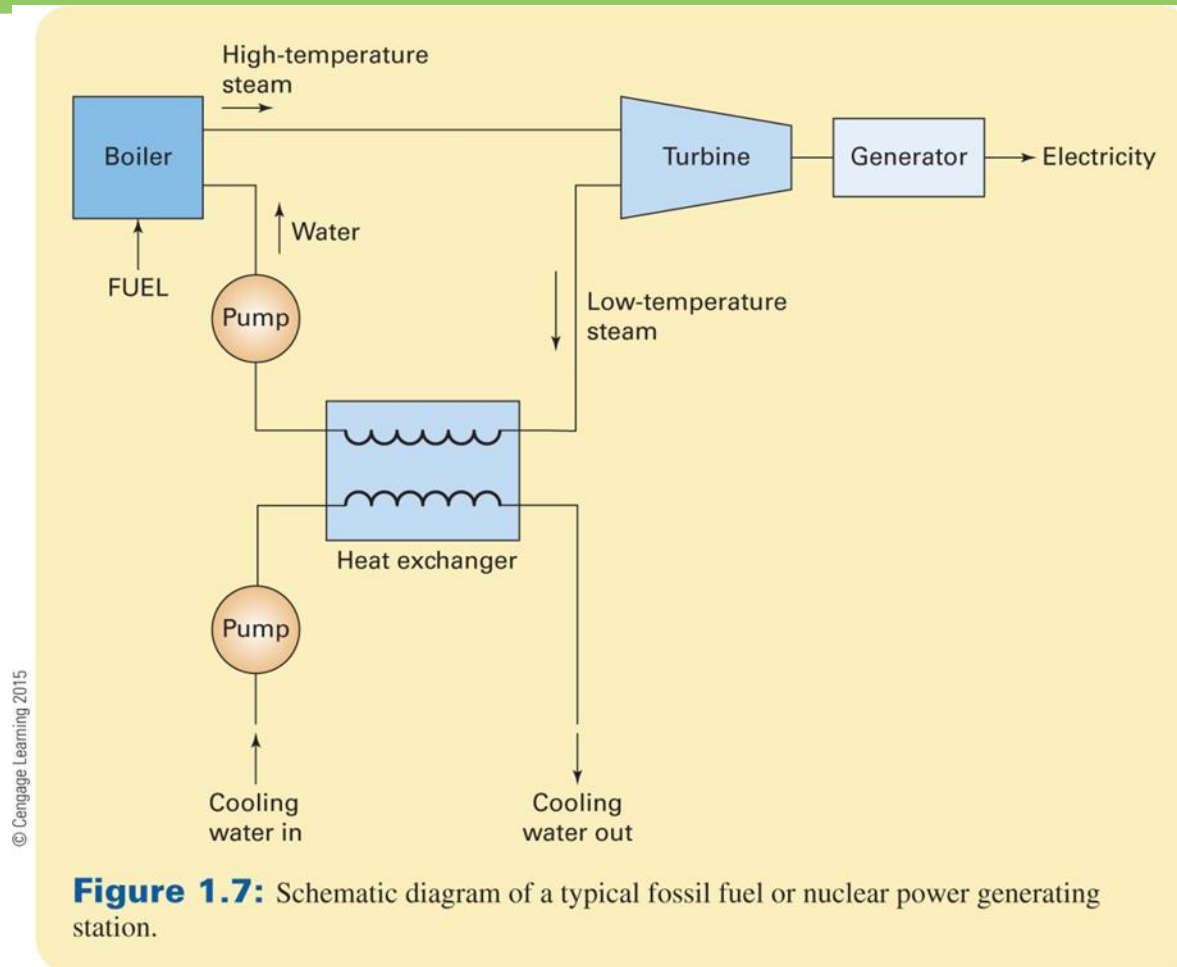 High-temperature
steam
Boiler
Turbine
Generator
Electricity
Water
FUEL
Pump
Low-temperature
steam
Heat exchanger
Pump
Cooling
water in
Cooling
water out
© Cengage Learning 2015
Figure 1.7: Schematic diagram of a typical fossil fuel or nuclear power generating
station.